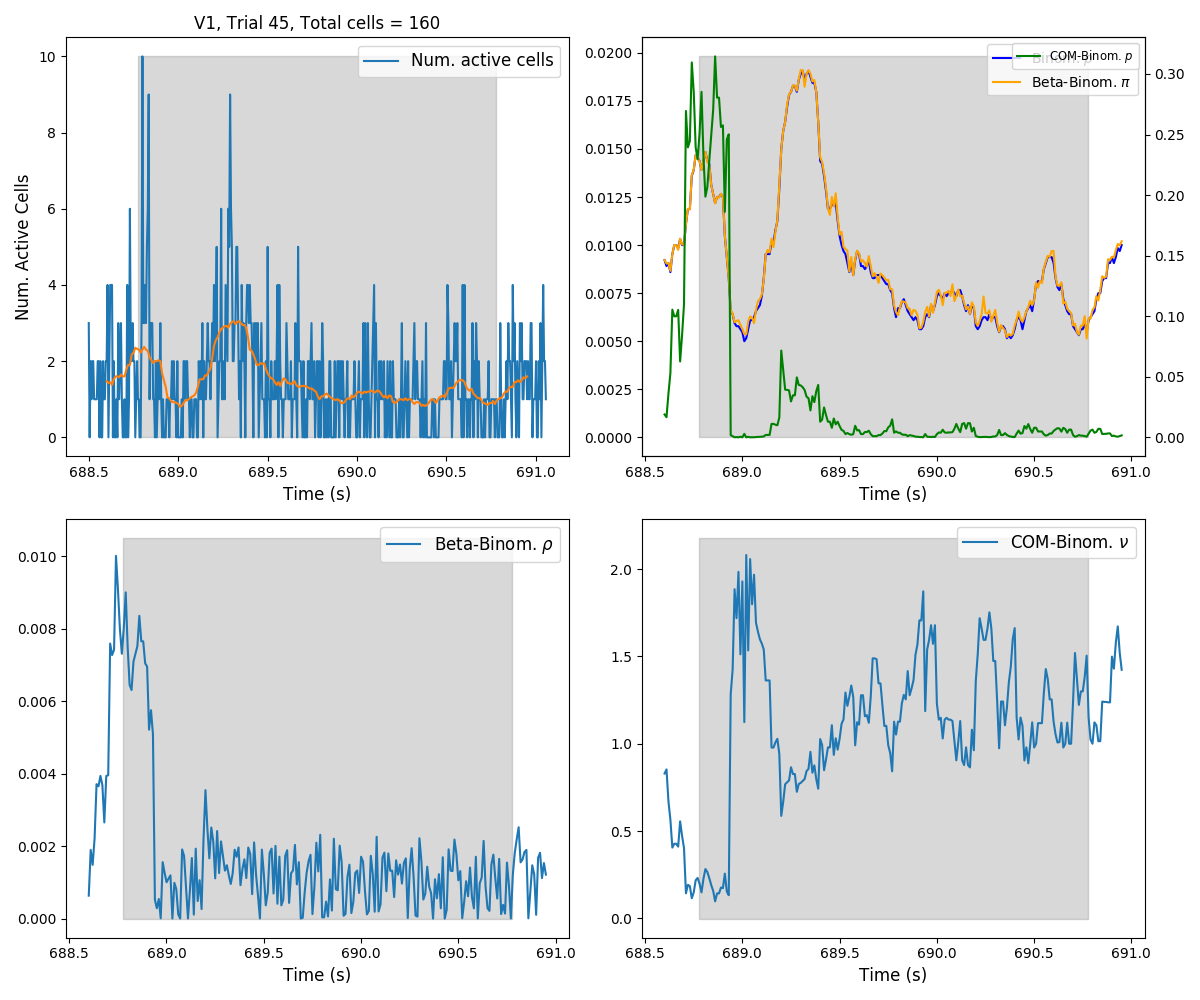 V1, Trial 45, Total cells = 160
Num. active cells
Num. Active Cells
10
8
6
4
2
0
688.5 689.0 689.5 690.0 690.5 691.0
Time (s)
COM-Binom. p
Beta-Binom. π
0.0200
0.0175
0.0150
0.0125
0.0100
0.0075
0.0050
0.0025
0.0000
0.30
0.25
0.20
0.15
0.10
0.05
0.00
688.5 689.0 689.5 690.0 690.5 691.0
Time (s)
Beta-Binom. ρ
0.010
0.008
0.006
0.004
0.002
0.000
688.5 689.0 689.5 690.0 690.5 691.0
Time (s)
COM-Binom. ν
2.0
1.5
1.0
0.5
0.0
688.5 689.0 689.5 690.0 690.5 691.0
Time (s)